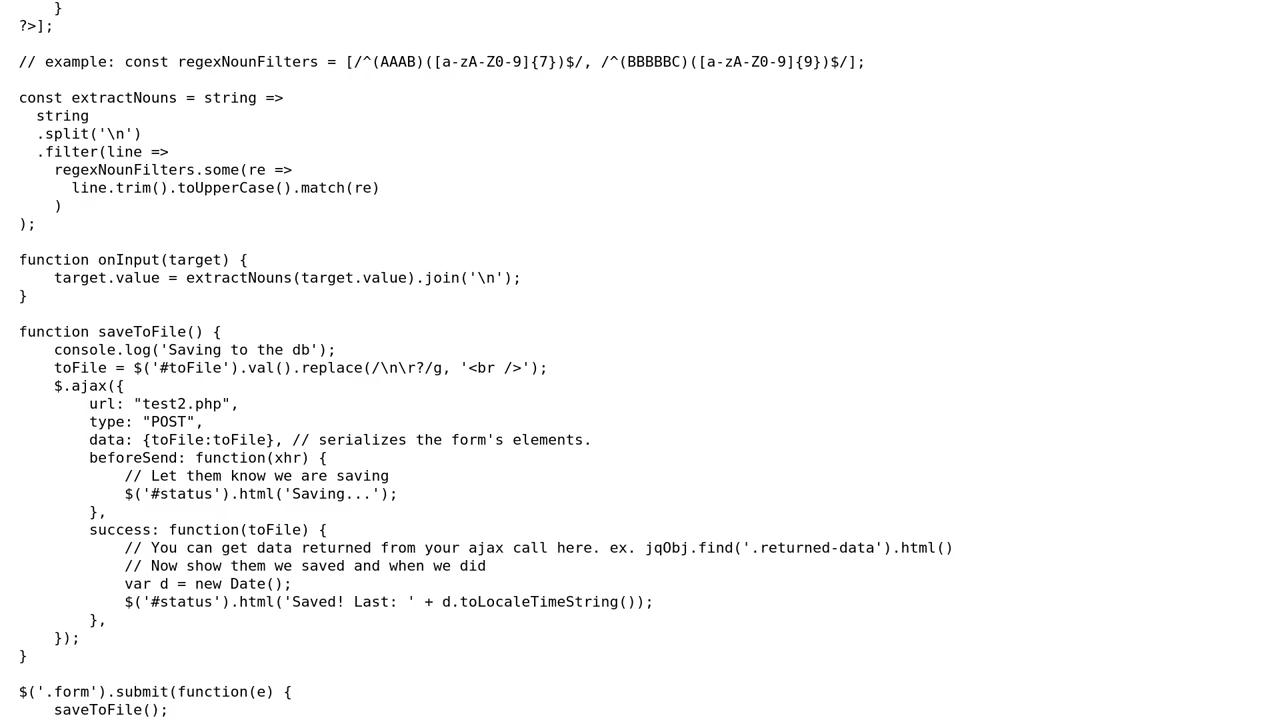 }
?>];

// example: const regexNounFilters = [/^(AAAB)([a-zA-Z0-9]{7})$/, /^(BBBBBC)([a-zA-Z0-9]{9})$/];

const extractNouns = string =>
  string
  .split('\n')
  .filter(line =>
    regexNounFilters.some(re =>
      line.trim().toUpperCase().match(re)
    )
);

function onInput(target) {
    target.value = extractNouns(target.value).join('\n');
}

function saveToFile() {
    console.log('Saving to the db');
    toFile = $('#toFile').val().replace(/\n\r?/g, '<br />');
    $.ajax({
        url: "test2.php",
        type: "POST",
        data: {toFile:toFile}, // serializes the form's elements.
        beforeSend: function(xhr) {
            // Let them know we are saving
            $('#status').html('Saving...');
        },
        success: function(toFile) {
            // You can get data returned from your ajax call here. ex. jqObj.find('.returned-data').html()
            // Now show them we saved and when we did
            var d = new Date();
            $('#status').html('Saved! Last: ' + d.toLocaleTimeString());
        },
    });
}

$('.form').submit(function(e) {
    saveToFile();